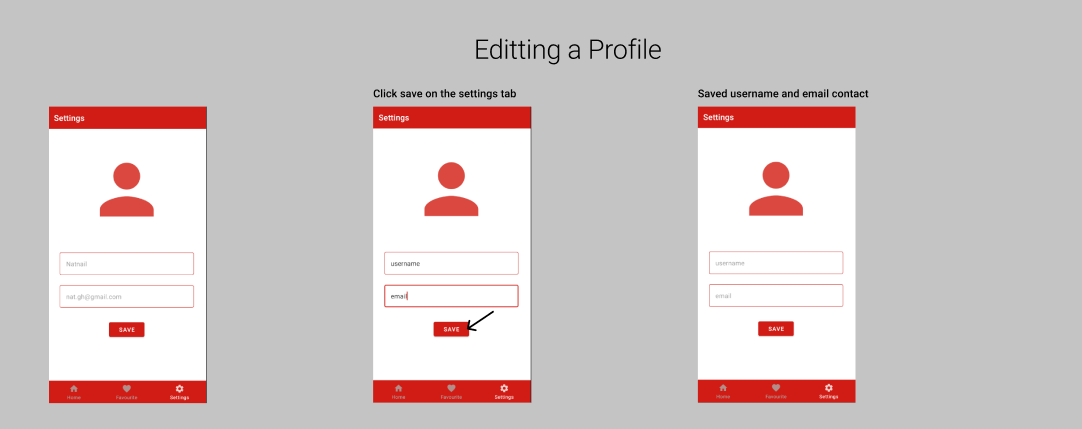 Editting a Profile
Click save on the settings tab
Saved username and email contact
Settings
Natnail
nat.gh@gmail.com
SAVE
Home Favourite Settings
Settings
username
email
SAVE
Home Favourite Settings
Settings
username
email
SAVE
Home Favourite Settings